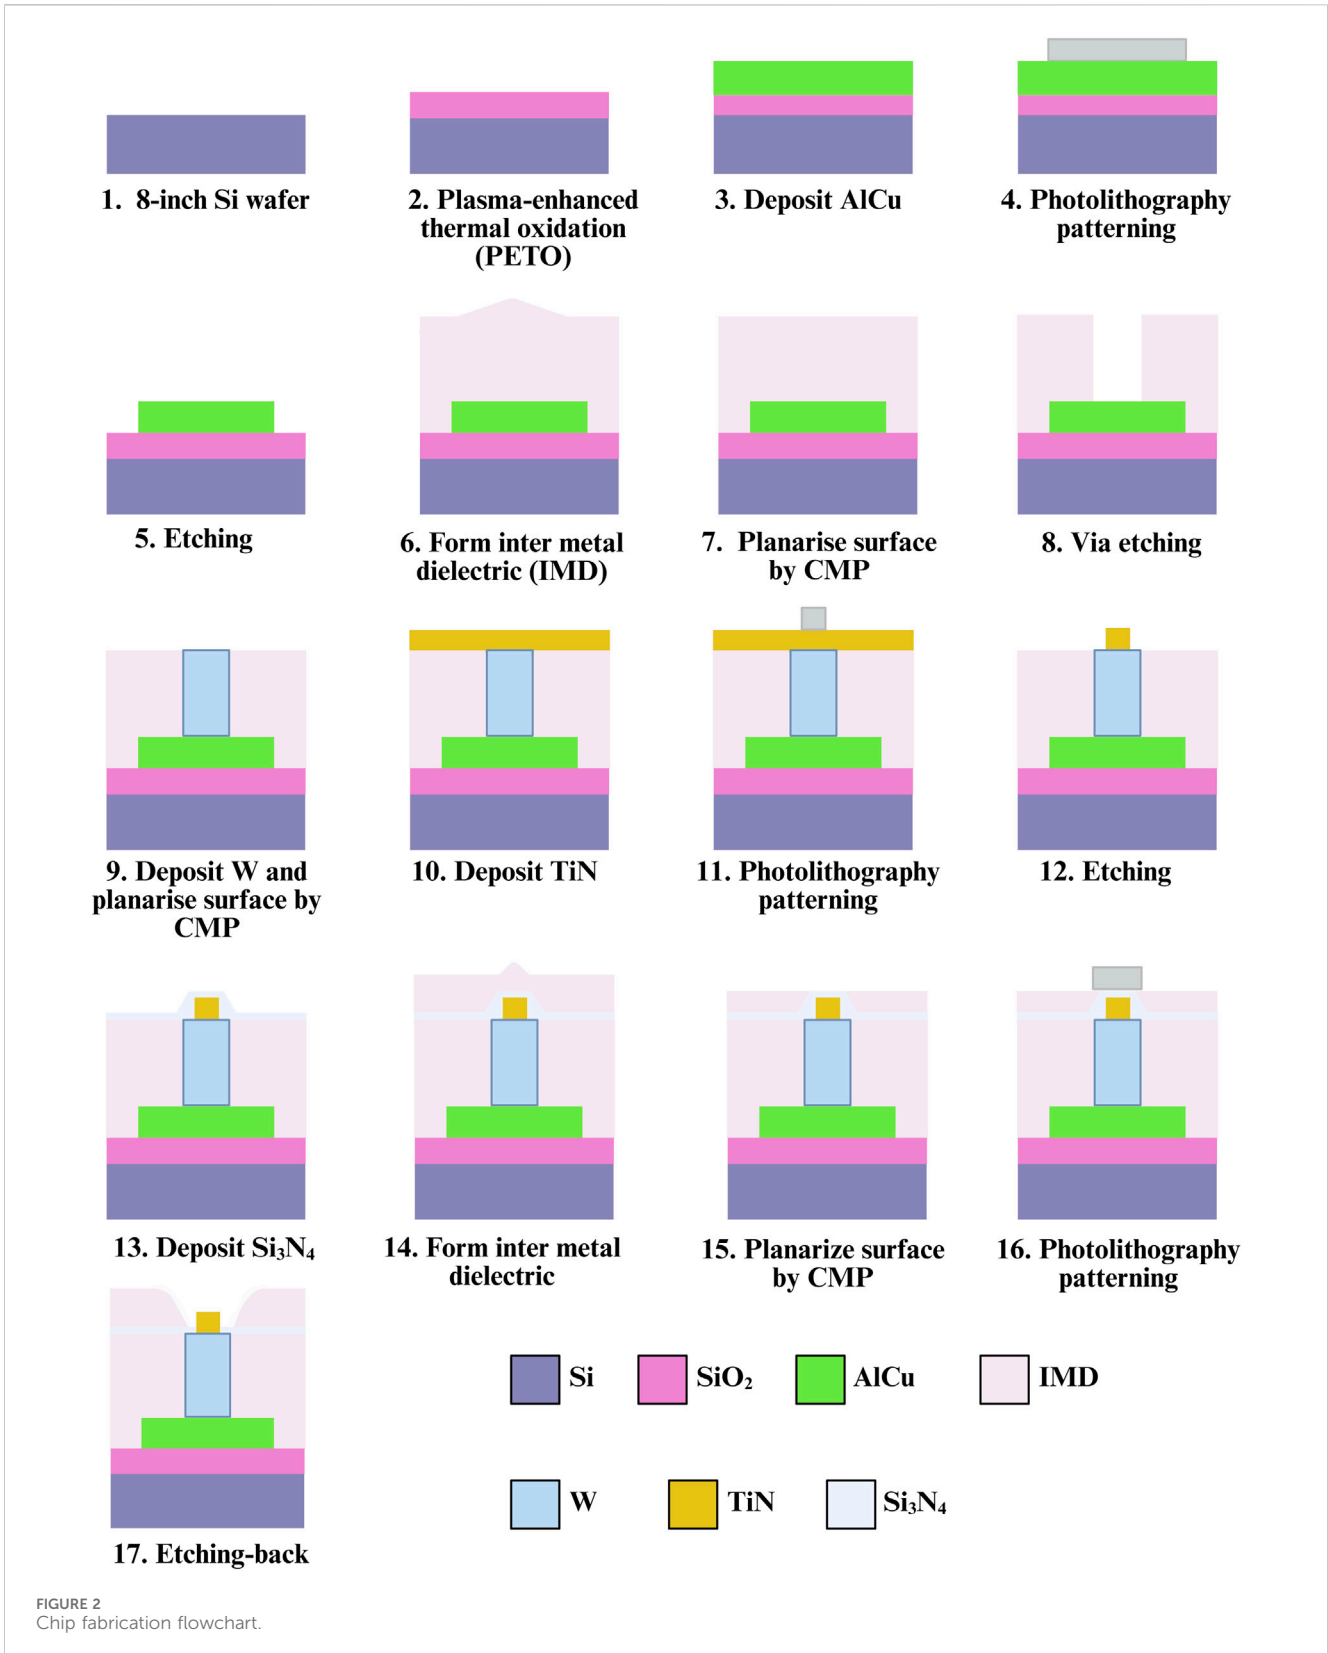 1. 8-inch Si wafer
2. Plasma-enhanced
thermal oxidation
(PETO)
3. Deposit AlCu
4. Photolithography
patterning
5. Etching
6. Form inter metal
dielectric (IMD)
7. Planarise surface
by CMP
8. Via etching
9. Deposit W and
planarise surface by
CMP
10. Deposit TiN
11. Photolithography
patterning
12. Etching
13. Deposit Si₃N₄
14. Form inter metal
dielectric
15. Planarize surface
by CMP
16. Photolithography
patterning
17. Etching-back
Si
SiO₂
AlCu
IMD
W
TiN
Si₃N₄
FIGURE 2
Chip fabrication flowchart.